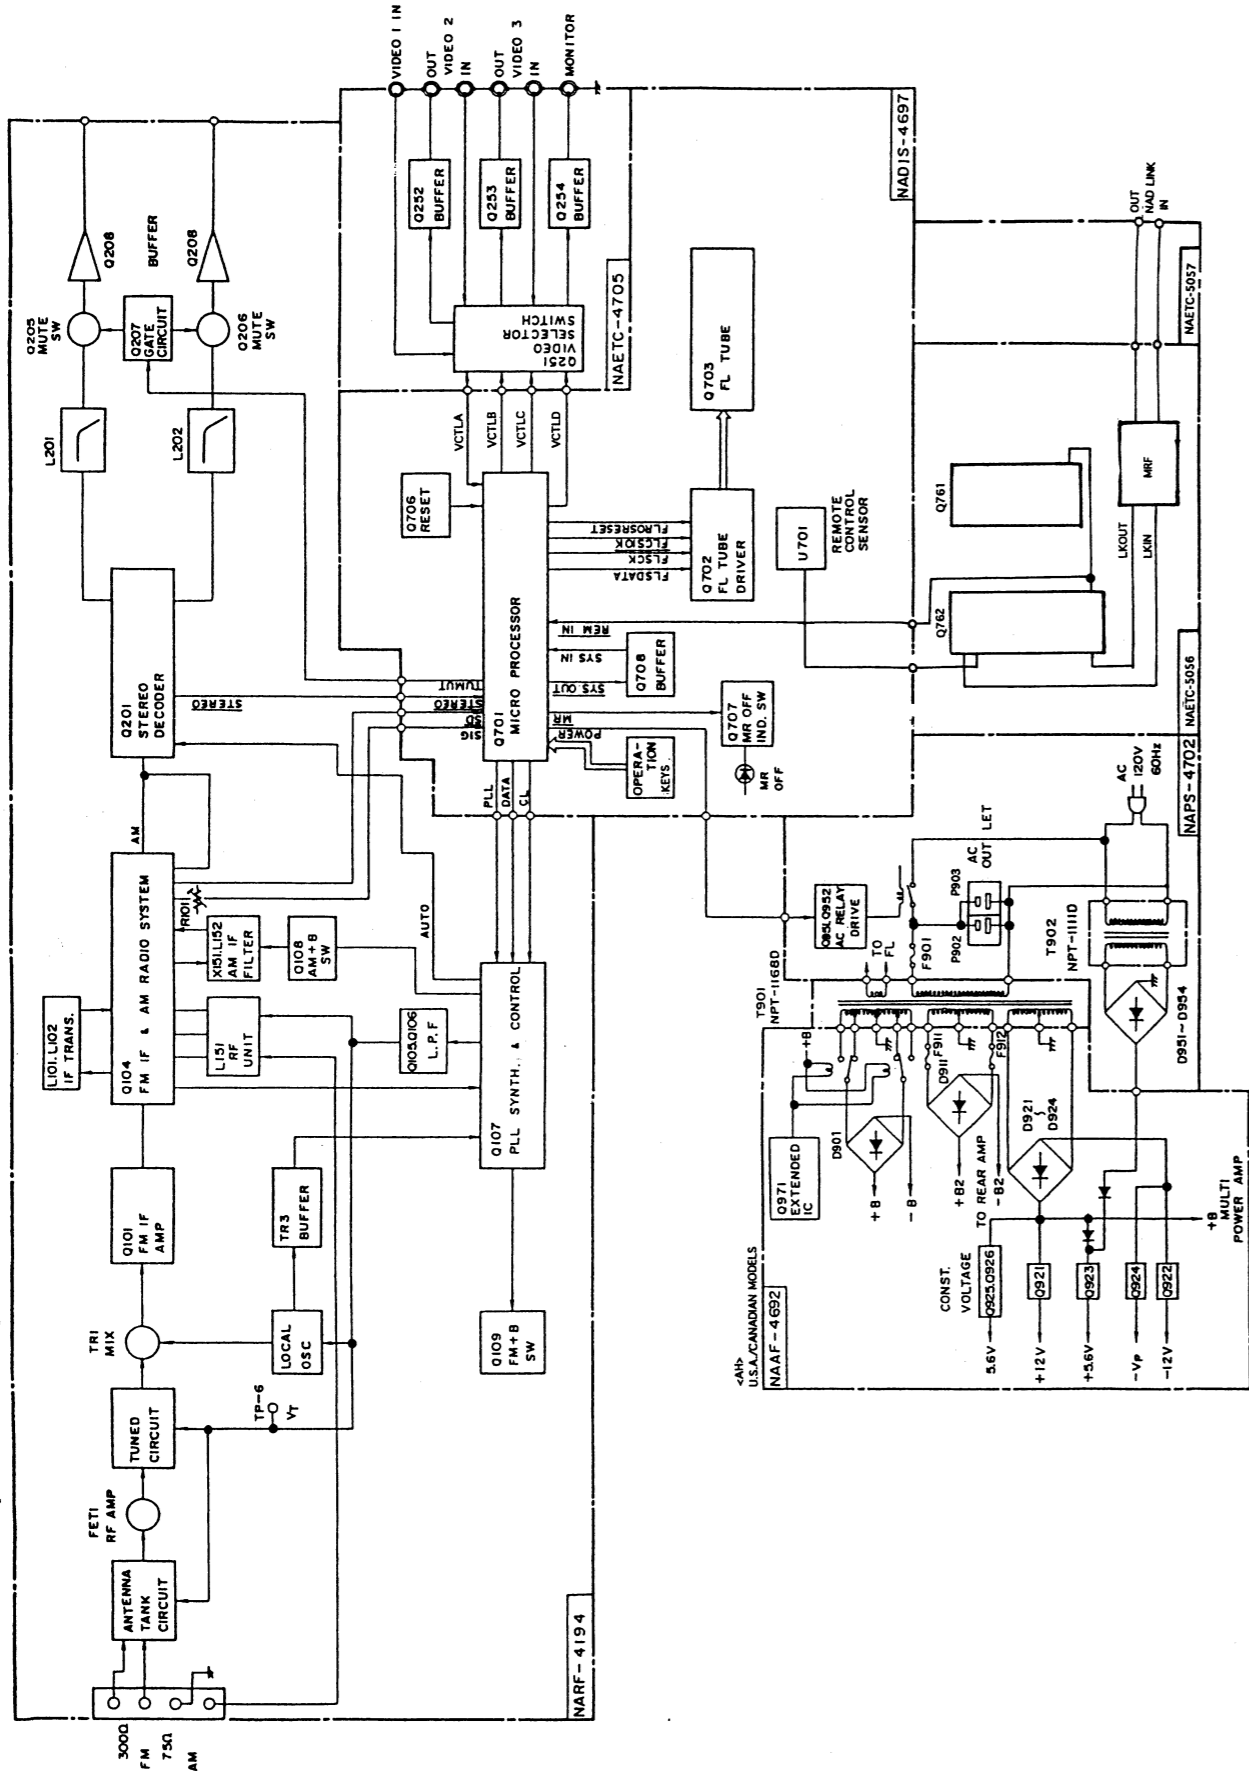 300Ω
FM
75Ω
AM
ANTENNA
TANK
CIRCUIT
FET1
RF AMP
TUNED
CIRCUIT
TP-6
VT
TR1
MIX
LOCAL
OSC
TR3
BUFFER
Q109
FM+B
SW
Q101
FM IF
AMP
L101.L102
IF TRANS.
Q104
FM IF & AM RADIO SYSTEM
L151
RF
UNIT
X151.L152
AM IF
FILTER
R1011
Q108
AM+B
SW
Q105.Q106
L.P.F
Q107
PLL SYNTH, & CONTROL
AM
AUTO
Q201
STEREO
DECODER
STEREO
L201
L202
Q205
MUTE
SW
Q207
GATE
CIRCUIT
Q206
MUTE
SW
Q208
BUFFER
Q208
NARF-4194
VIDEO 1 IN
OUT
VIDEO 2
IN
OUT
VIDEO 3
IN
MONITOR
Q252
BUFFER
Q253
BUFFER
Q254
BUFFER
Q251
VIDEO
SELECTOR
SWITCH
NAETC-4705
VCTLA
VCTLB
VCTLC
VCTLD
Q706
RESET
Q701
MICRO PROCESSOR
TUMUT
STEREO
SD
SIG
PLL
DATA
CL
POWER
MR
SYS OUT
SYS IN
REM IN
FLSDATA
FLSCK
FLCS10K
FLROSRESET
Q702
FL TUBE
DRIVER
Q703
FL TUBE
U701
REMOTE
CONTROL
SENSOR
Q708
BUFFER
Q707
MR OFF
IND. SW
MR
OFF
OPERA-
TION
KEYS.
NADIS-4697
Q761
Q762
LKOUT
LKIN
MRF
OUT
NAD LINK
IN
NAETC-5057
NAETC-5056
NAPS-4702
AC
120V
60Hz
Q951.Q952
AC RELAY
DRIVE
AC
OUT LET
P903
P902
F901
TO
FL
T902
NPT-1111D
D951~D954
T901
NPT-1168D
+B
Q971
EXTENDED
IC
D901
+B
-B
D911
F911
F912
+B2
TO REAR AMP
-B2
D921
~
D924
CONST.
VOLTAGE
Q925.Q926
Q921
Q923
Q924
Q922
5.6V
+12V
+5.6V
-VP
-12V
+B
MULTI
POWER AMP
<AH>
U.S.A./CANADIAN MODELS
NAAF-4692